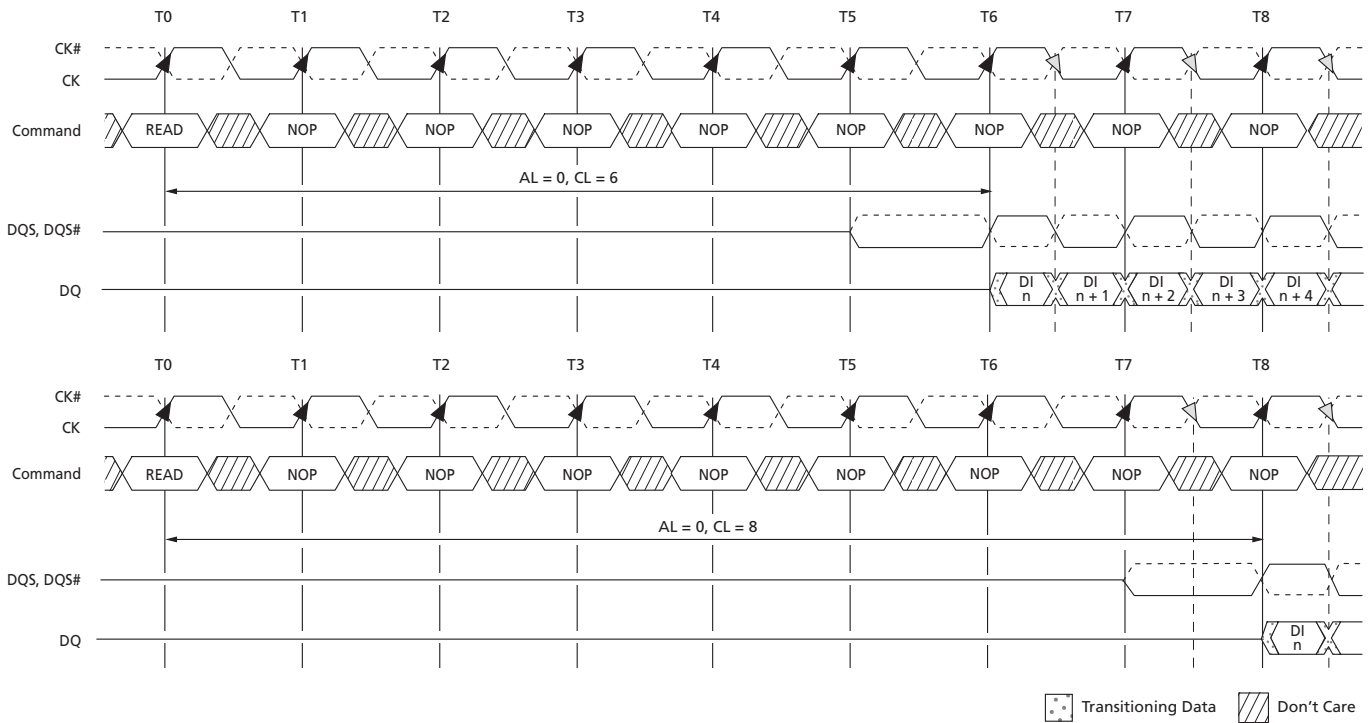 T0 T1 T2 T3 T4 T5 T6 T7 T8
CK#
CK
Command READ NOP NOP NOP NOP NOP NOP NOP NOP
AL = 0, CL = 6
DQS, DQS#
DQ DI n DI n + 1 DI n + 2 DI n + 3 DI n + 4
T0 T1 T2 T3 T4 T5 T6 T7 T8
CK#
CK
Command READ NOP NOP NOP NOP NOP NOP NOP NOP
AL = 0, CL = 8
DQS, DQS#
DQ DI n
Transitioning Data Don't Care